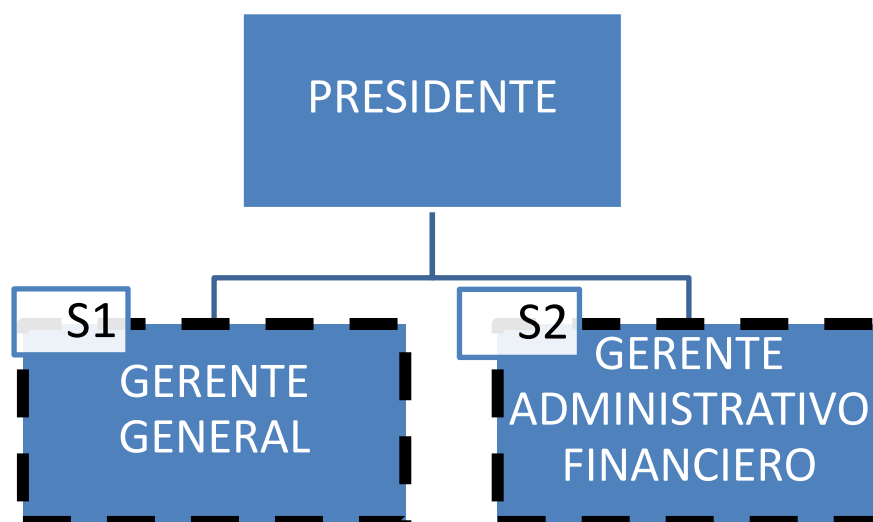 PRESIDENTE
S1
GERENTE
GENERAL
S2
GERENTE
ADMINISTRATIVO
FINANCIERO